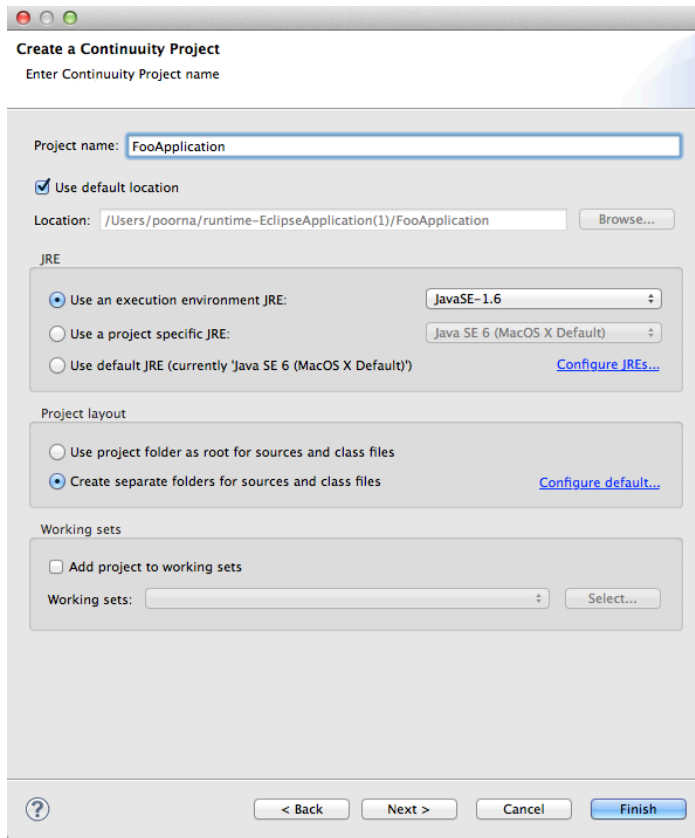 Create a Continuity Project
Enter Continuuity Project name
Project name: FooApplication
Use default location
Location: /Users/poorna/runtime-EclipseApplication(1)/FooApplication Browse...
JRE
Use an execution environment JRE: JavaSE-1.6
Use a project specific JRE: Java SE 6 (MacOS X Default)
Use default JRE (currently 'Java SE 6 (MacOS X Default)') Configure JREs...
Project layout
Use project folder as root for sources and class files
Create separate folders for sources and class files Configure default...
Working sets
Add project to working sets
Working sets: Select...
? < Back Next > Cancel Finish